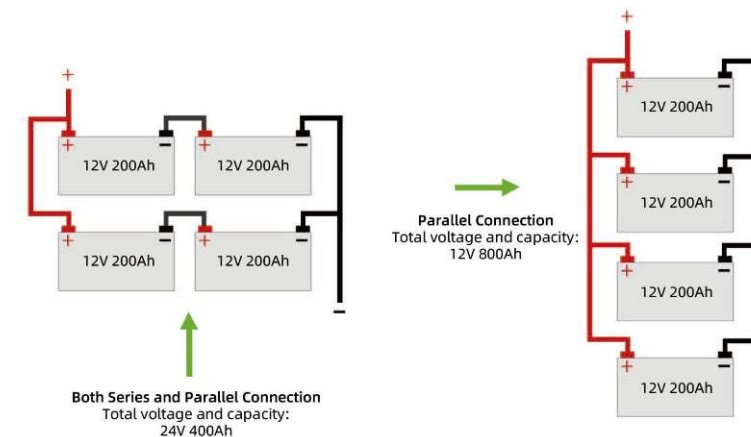 +
+ − + −
12V 200Ah 12V 200Ah
+ − + −
12V 200Ah 12V 200Ah
−
Both Series and Parallel Connection
Total voltage and capacity:
24V 400Ah
Parallel Connection
Total voltage and capacity:
12V 800Ah
+
+ −
12V 200Ah
+ −
12V 200Ah
+ −
12V 200Ah
+ −
12V 200Ah